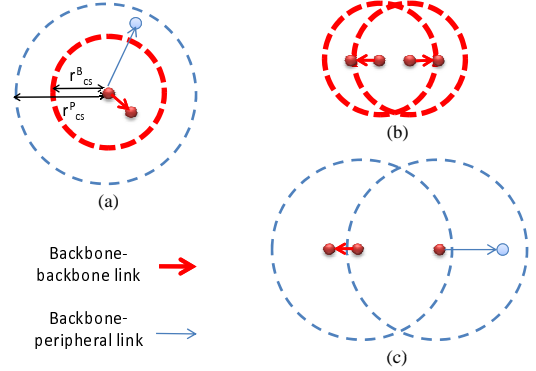 r^B_cs
r^P_cs
(a)
(b)
Backbone-
backbone link
Backbone-
peripheral link
(c)